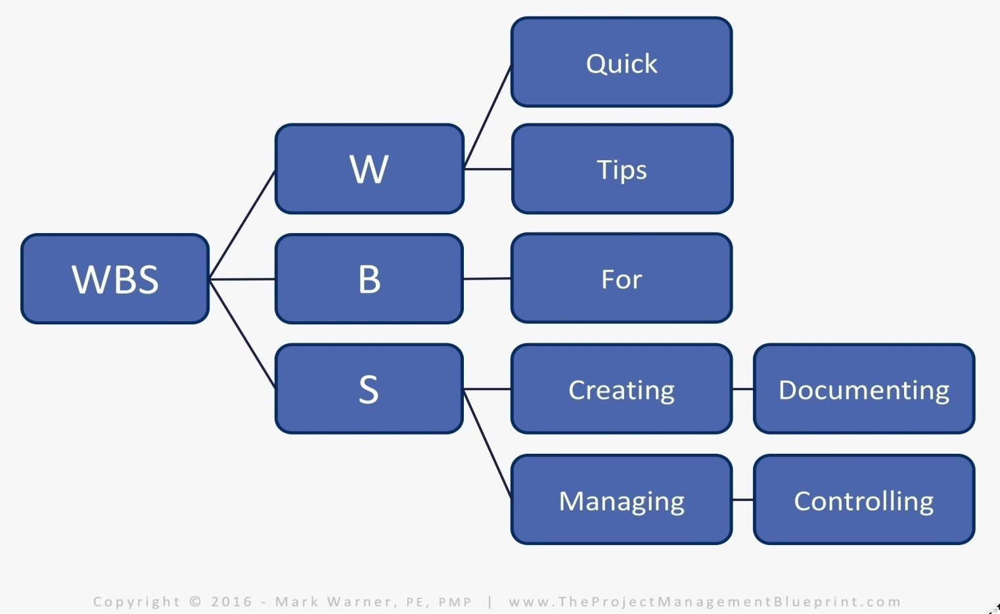 Quick
W
Tips
WBS
B
For
S
Creating
Documenting
Managing
Controlling
Copyright © 2016 - Mark Warner, PE, PMP | www.TheProjectManagementBlueprint.com